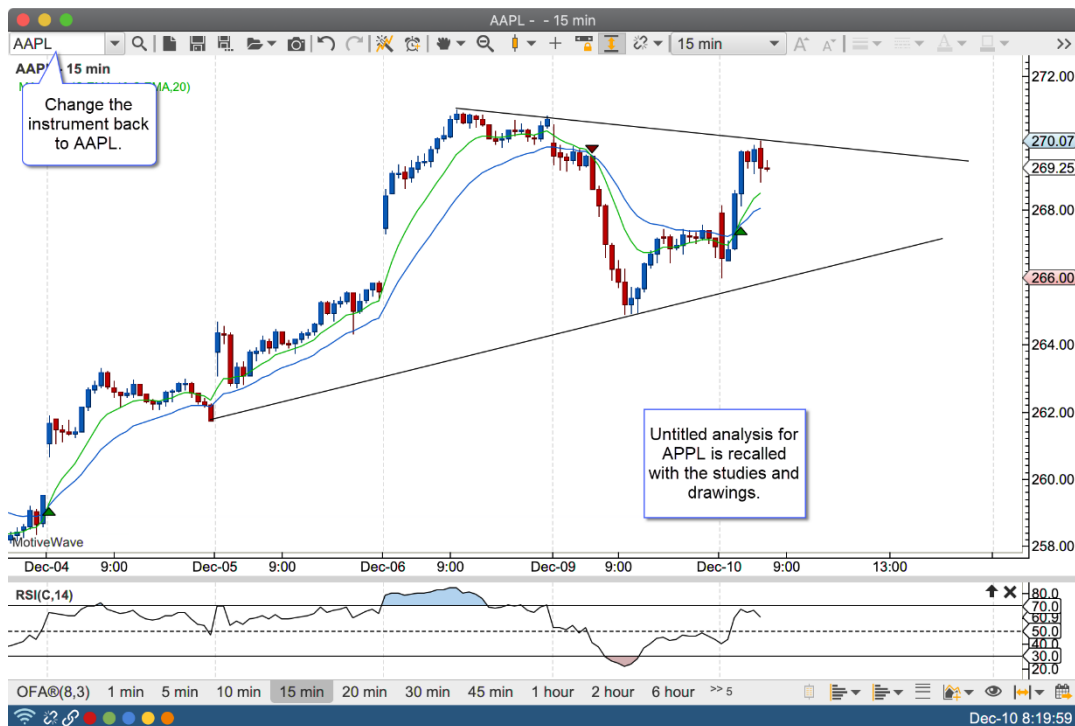 AAPL - - 15 min
AAPL
15 min
AAPL - 15 min
MA,20)
Change the
instrument back
to AAPL.
272.00
270.07
269.25
268.00
266.00
264.00
262.00
260.00
258.00
Untitled analysis for
APPL is recalled
with the studies and
drawings.
MotiveWave
Dec-04 9:00 Dec-05 9:00 Dec-06 9:00 Dec-09 9:00 Dec-10 9:00 13:00
RSI(C,14)
80.0
70.0
60.9
50.0
40.0
30.0
20.0
OFA®(8,3) 1 min 5 min 10 min 15 min 20 min 30 min 45 min 1 hour 2 hour 6 hour >> 5
Dec-10 8:19:59